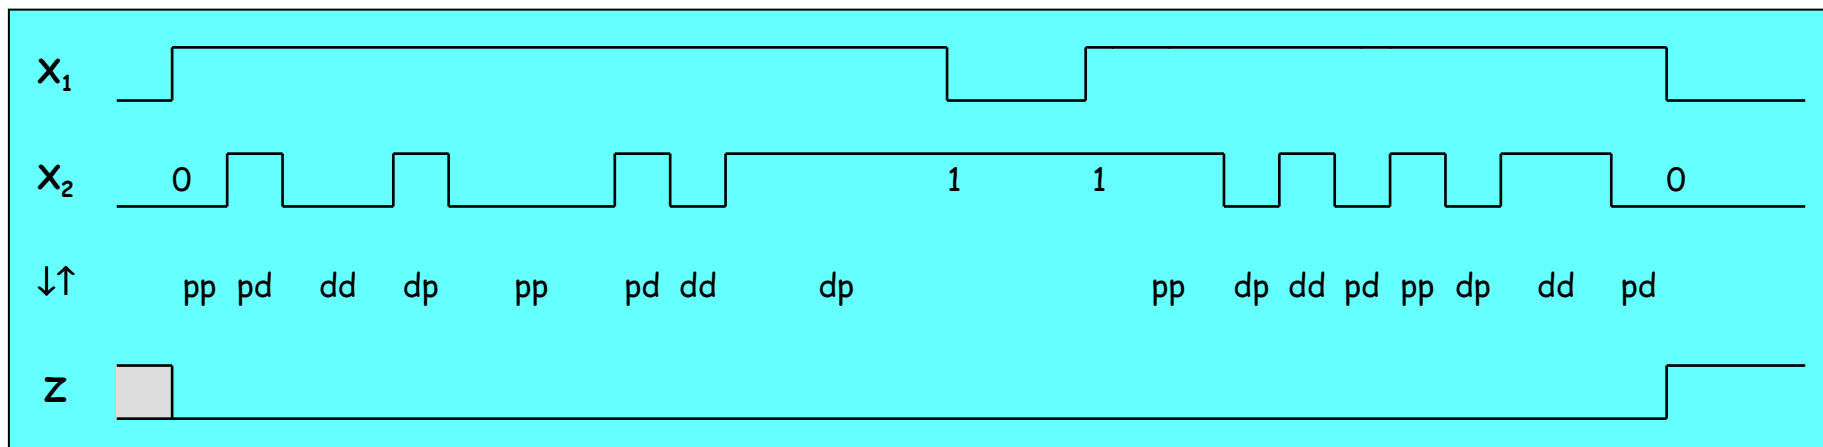 X₁
X₂ 0 1 1 0
↓↑ pp pd dd dp pp pd dd dp pp dp dd pd pp dp dd pd
Z